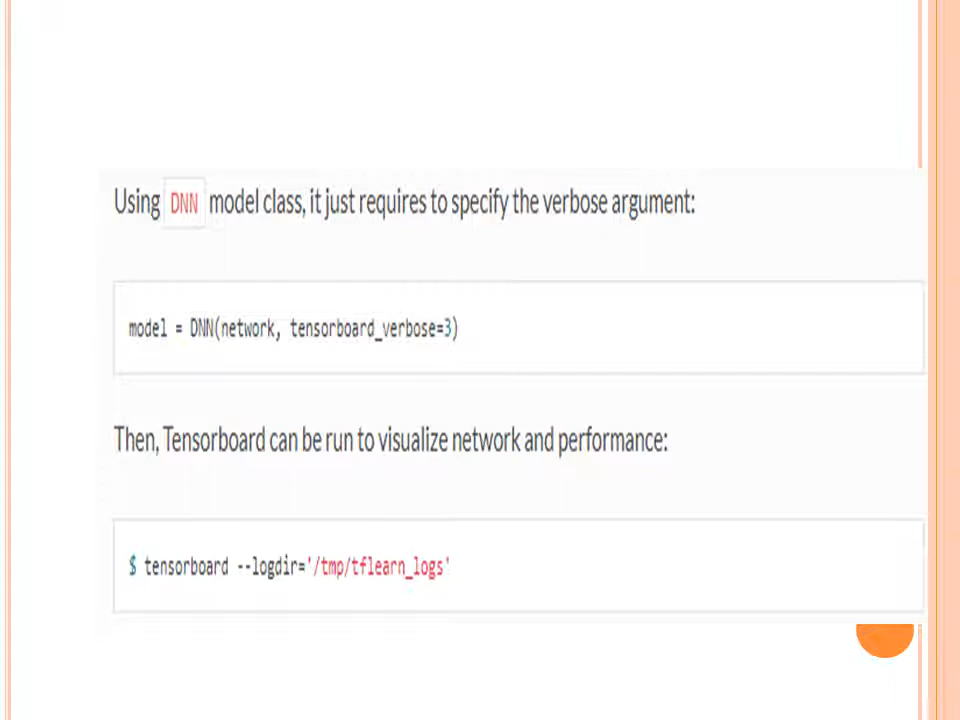 Using DNN model class, it just requires to specify the verbose argument:
model = DNN(network, tensorboard_verbose=3)
Then, Tensorboard can be run to visualize network and performance:
$ tensorboard --logdir='/tmp/tflearn_logs'